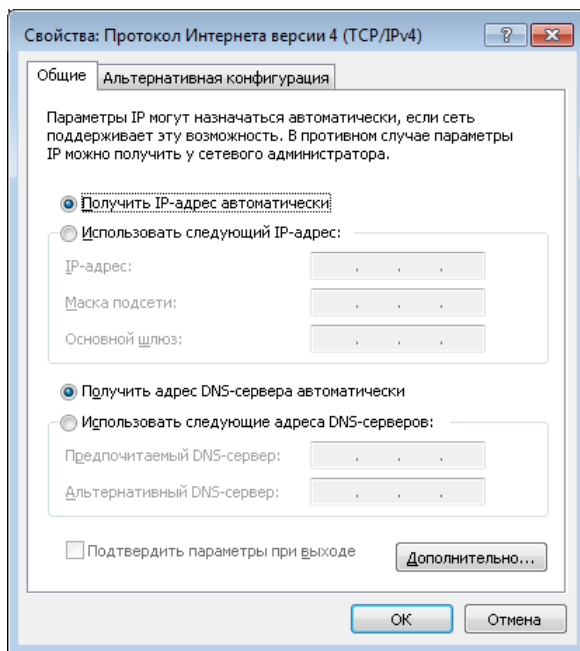 Свойства: Протокол Интернета версии 4 (TCP/IPv4)
Общие
Альтернативная конфигурация
Параметры IP могут назначаться автоматически, если сеть
поддерживает эту возможность. В противном случае параметры
IP можно получить у сетевого администратора.
Получить IP-адрес автоматически
Использовать следующий IP-адрес:
IP-адрес:
Маска подсети:
Основной шлюз:
Получить адрес DNS-сервера автоматически
Использовать следующие адреса DNS-серверов:
Предпочитаемый DNS-сервер:
Альтернативный DNS-сервер:
Подтвердить параметры при выходе
Дополнительно...
ОК
Отмена